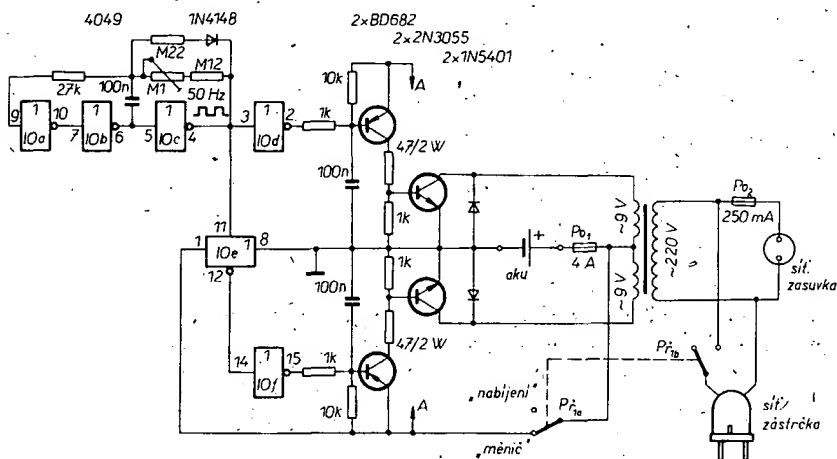 4049
1N4148
2×BD682
2×2N3055
2×1N5401
M22
27k
100n
M1
M12
50 Hz
10k
A
9
1
IOa
10
7
1
IOb
6
5
1
IOc
4
3
1
IOd
2
1k
47/2 W
100n
1k
~9 V
Po2
250 mA
~220 V
11
1
IOe
1
8
12
aku
+
Po1
4 A
~9 V
síť.
zásuvka
1k
100n
47/2 W
14
1
IOf
15
1k
10k
A
Př1b
„nabíjení"
Př1a
„měnič"
síť.
zástrčka